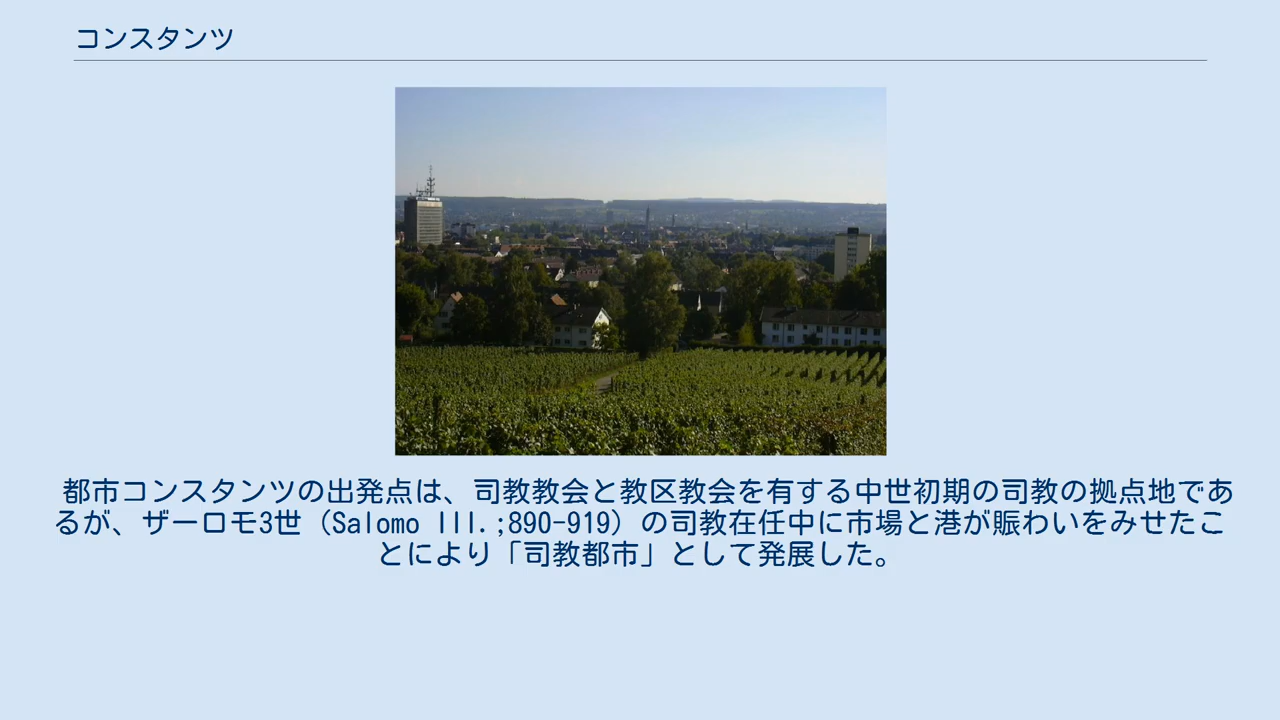 コンスタンツ
都市コンスタンツの出発点は、司教教会と教区教会を有する中世初期の司教の拠点地であ
るが、ザーロモ3世（Salomo III.;890-919）の司教在任中に市場と港が賑わいをみせたこ
とにより「司教都市」として発展した。